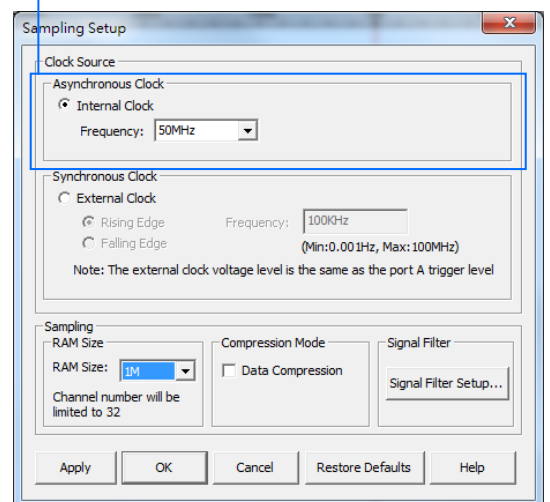 Sampling Setup
Clock Source
Asynchronous Clock
Internal Clock
Frequency: 50MHz
Synchronous Clock
External Clock
Rising Edge Frequency: 100KHz
Falling Edge (Min:0.001Hz, Max:100MHz)
Note: The external clock voltage level is the same as the port A trigger level
Sampling
RAM Size
RAM Size: 1M
Channel number will be
limited to 32
Compression Mode
Data Compression
Signal Filter
Signal Filter Setup...
Apply OK Cancel Restore Defaults Help